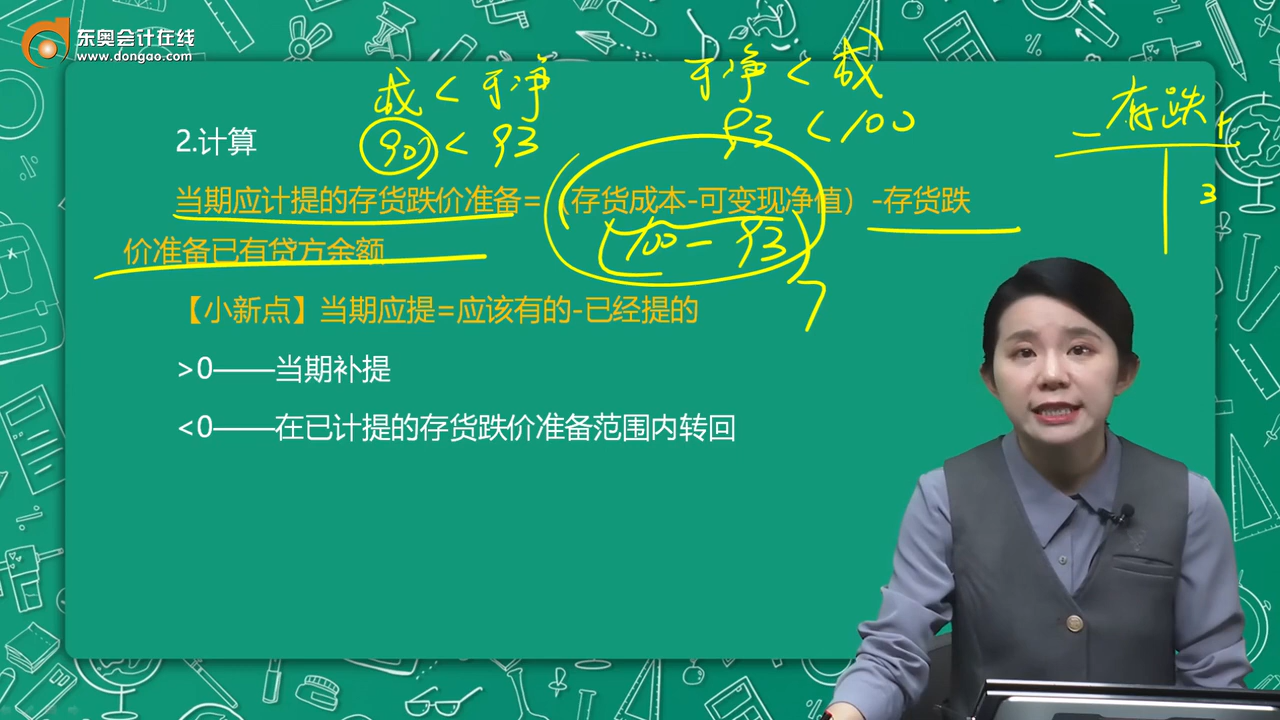 东奥会计在线
www.dongao.com
成 < 可净
可净 < 成
90 < 93
93 < 100
存跌
- +
3
2.计算
当期应计提的存货跌价准备=（存货成本-可变现净值）-存货跌
价准备已有贷方余额
(100-93)
7
【小新点】当期应提=应该有的-已经提的
>0——当期补提
<0——在已计提的存货跌价准备范围内转回